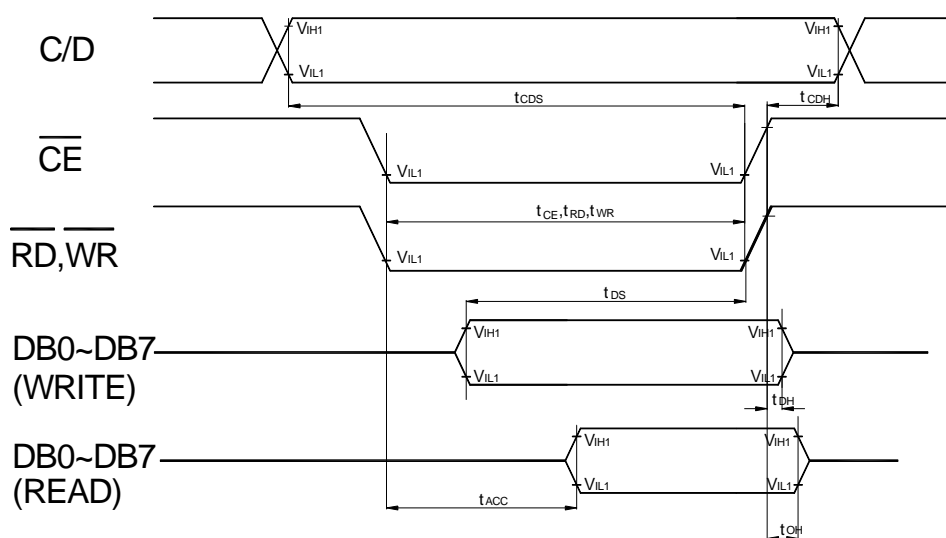 C/D
VIH1 VIH1
VIL1 VIL1
tCDS tCDH
CE
VIL1 VIL1
tCE,tRD,tWR
RD,WR
VIL1 VIL1
tDS
DB0~DB7
(WRITE)
VIH1 VIH1
VIL1 VIL1
tDH
DB0~DB7
(READ)
VIH1 VIH1
VIL1 VIL1
tACC
tOH